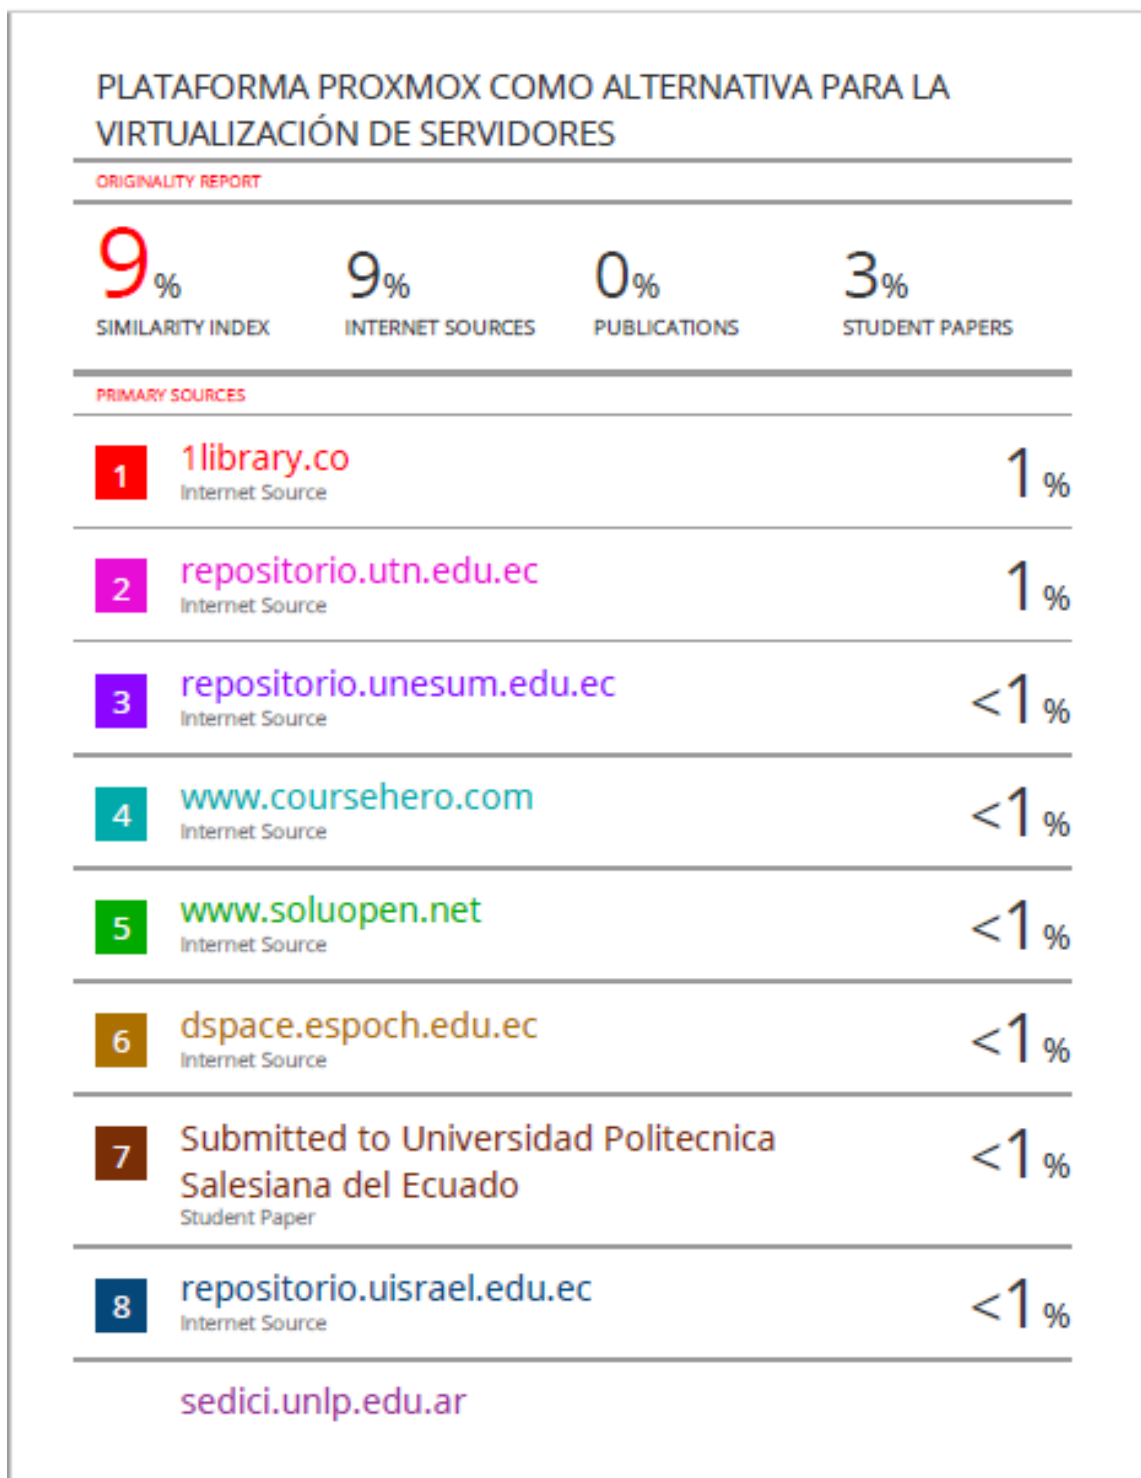 PLATAFORMA PROXMOX COMO ALTERNATIVA PARA LA
VIRTUALIZACIÓN DE SERVIDORES
ORIGINALITY REPORT
9% 9% 0% 3%
SIMILARITY INDEX INTERNET SOURCES PUBLICATIONS STUDENT PAPERS
PRIMARY SOURCES
1 1library.co 1%
Internet Source
2 repositorio.utn.edu.ec 1%
Internet Source
3 repositorio.unesum.edu.ec <1%
Internet Source
4 www.coursehero.com <1%
Internet Source
5 www.soluopen.net <1%
Internet Source
6 dspace.espoch.edu.ec <1%
Internet Source
7 Submitted to Universidad Politecnica <1%
Salesiana del Ecuado
Student Paper
8 repositorio.uisrael.edu.ec <1%
Internet Source
sedici.unlp.edu.ar